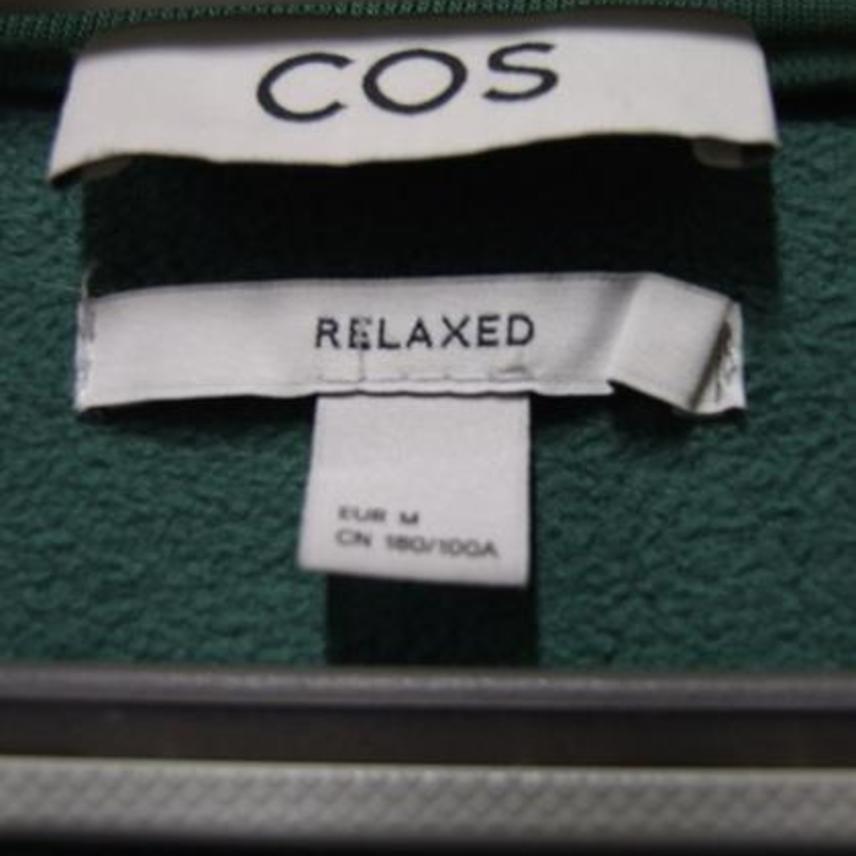 COS
RELAXED
EUR M
CN 180/100A